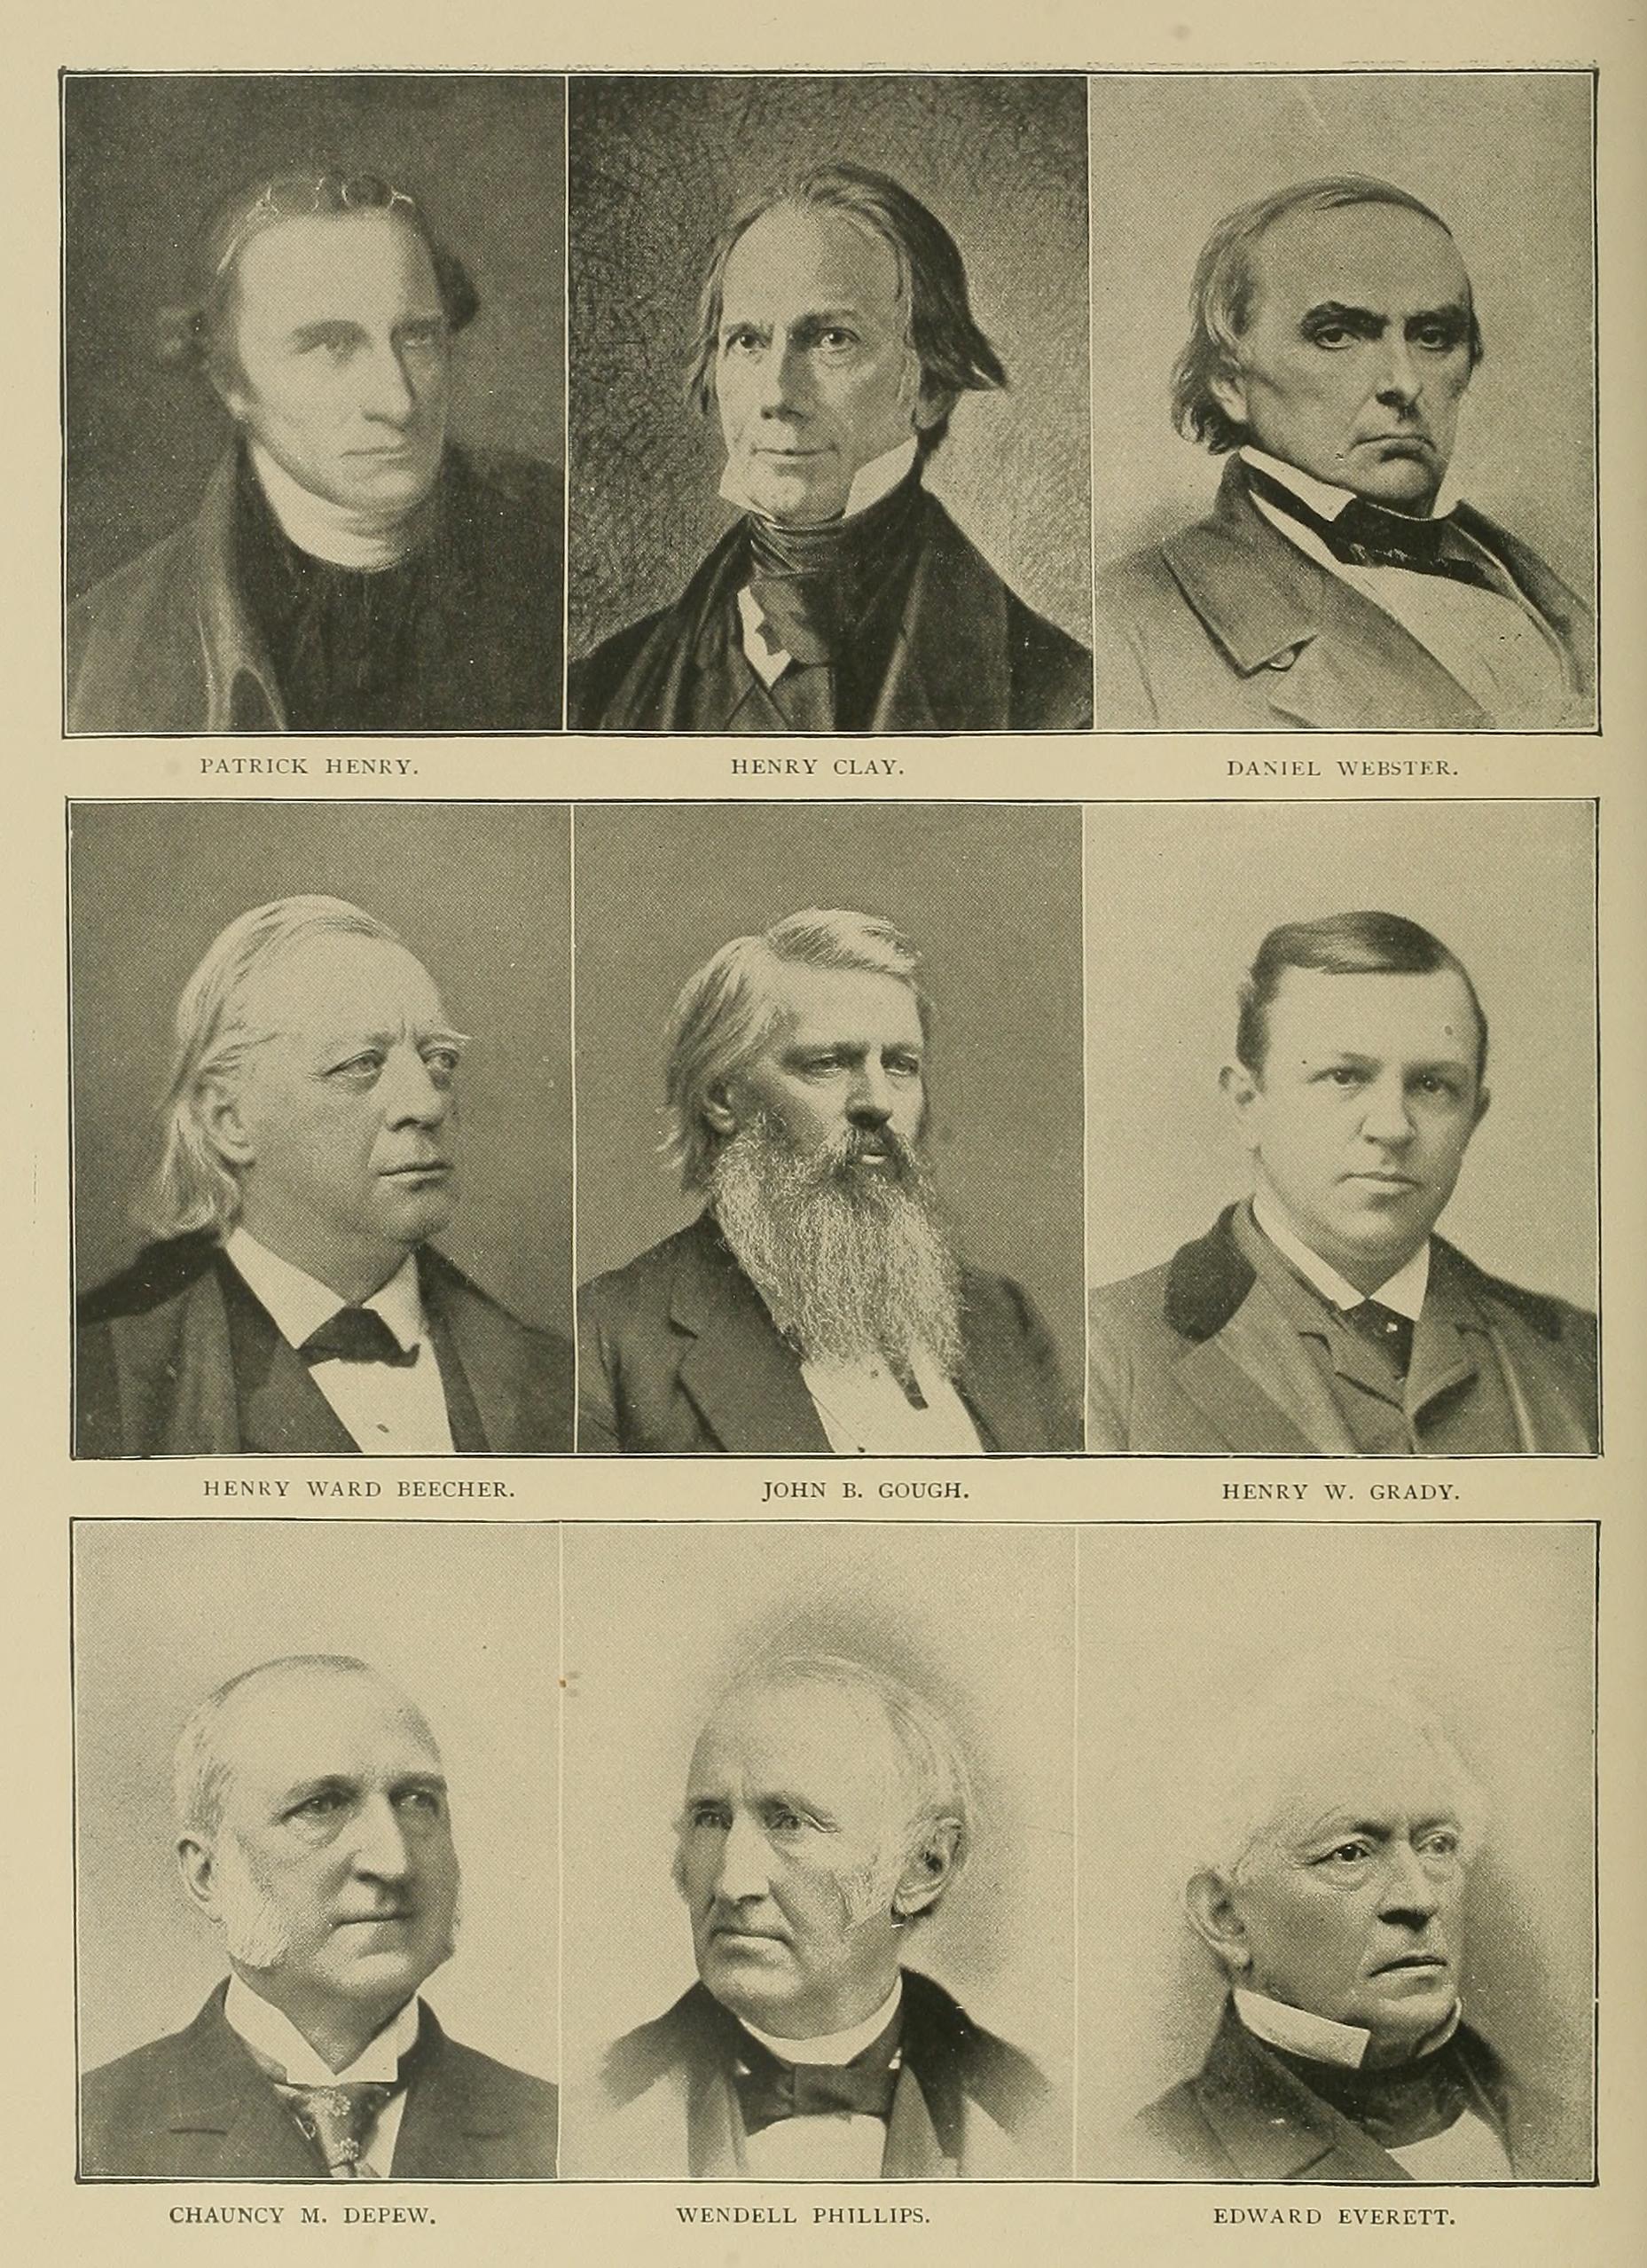 PATRICK HENRY.
HENRY CLAY.
DANIEL WEBSTER.
HENRY WARD BEECHER.
JOHN B. GOUGH.
HENRY W. GRADY.
CHAUNCY M. DEPEW.
WENDELL PHILLIPS.
EDWARD EVERETT.